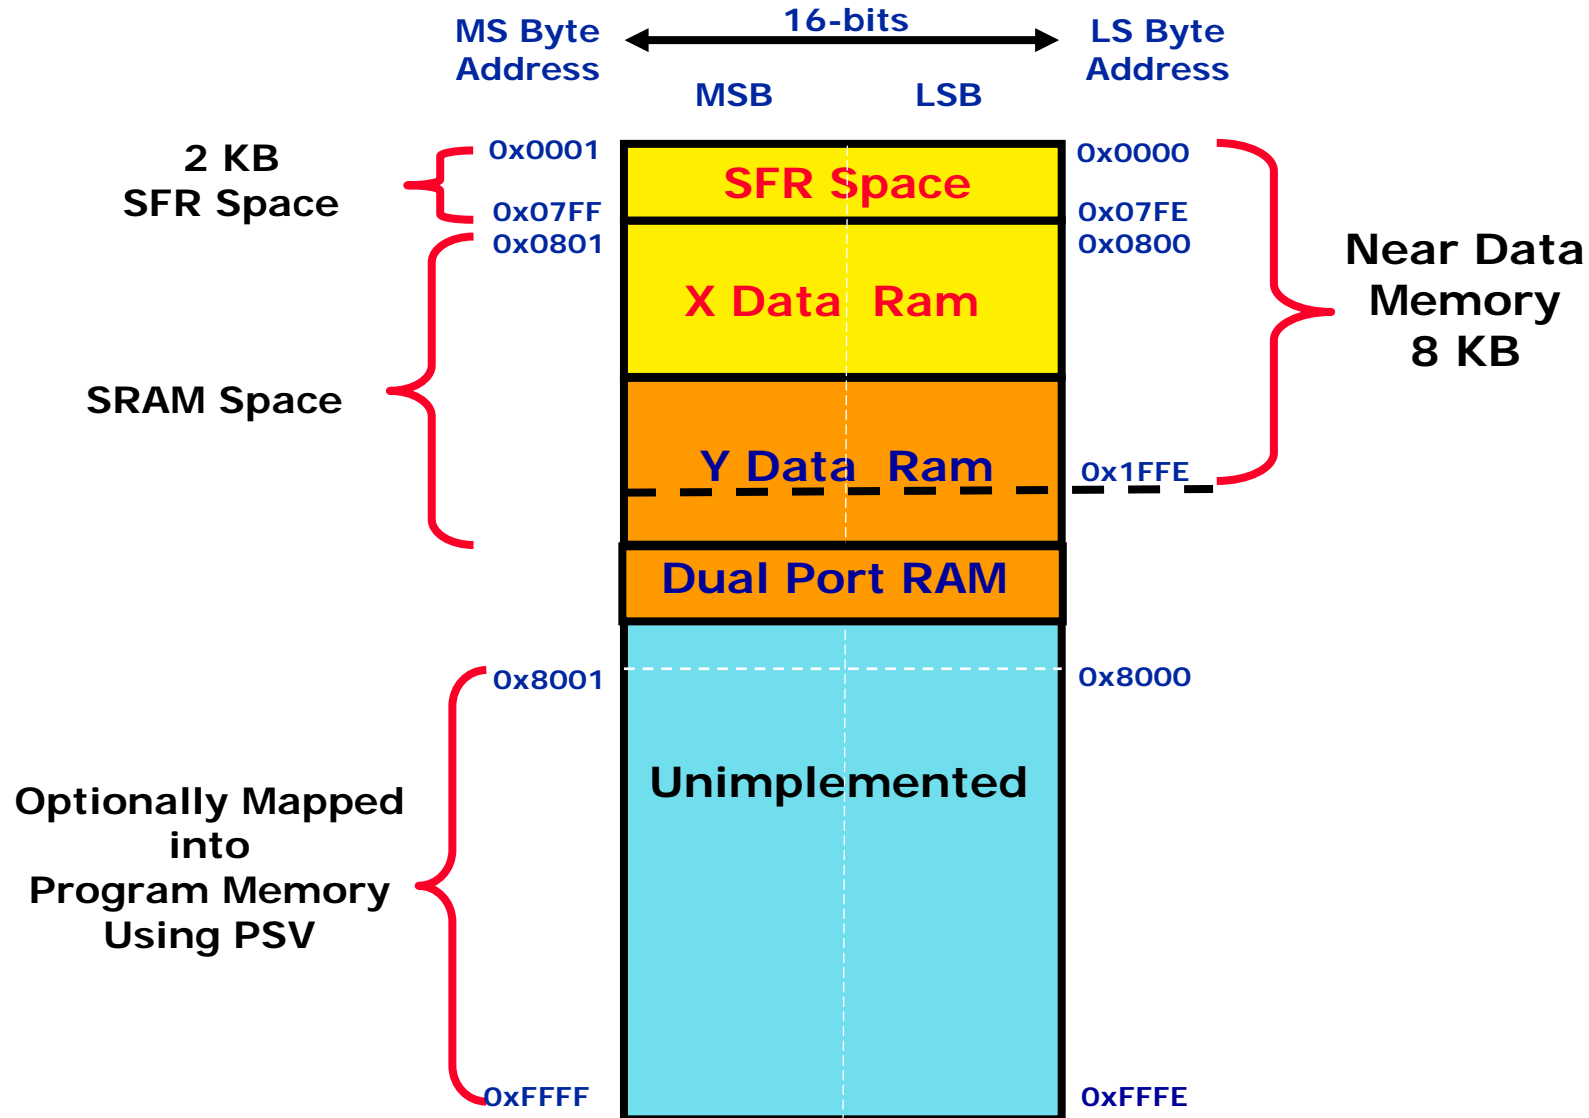 16-bits
MS Byte
Address
LS Byte
Address
MSB
LSB
2 KB
SFR Space
0x0001
0x07FF
0x0801
SFR Space
0x0000
0x07FE
0x0800
X Data Ram
Near Data
Memory
8 KB
SRAM Space
Y Data Ram
0x1FFE
Dual Port RAM
0x8001
0x8000
Unimplemented
Optionally Mapped
into
Program Memory
Using PSV
0xFFFF
0xFFFE